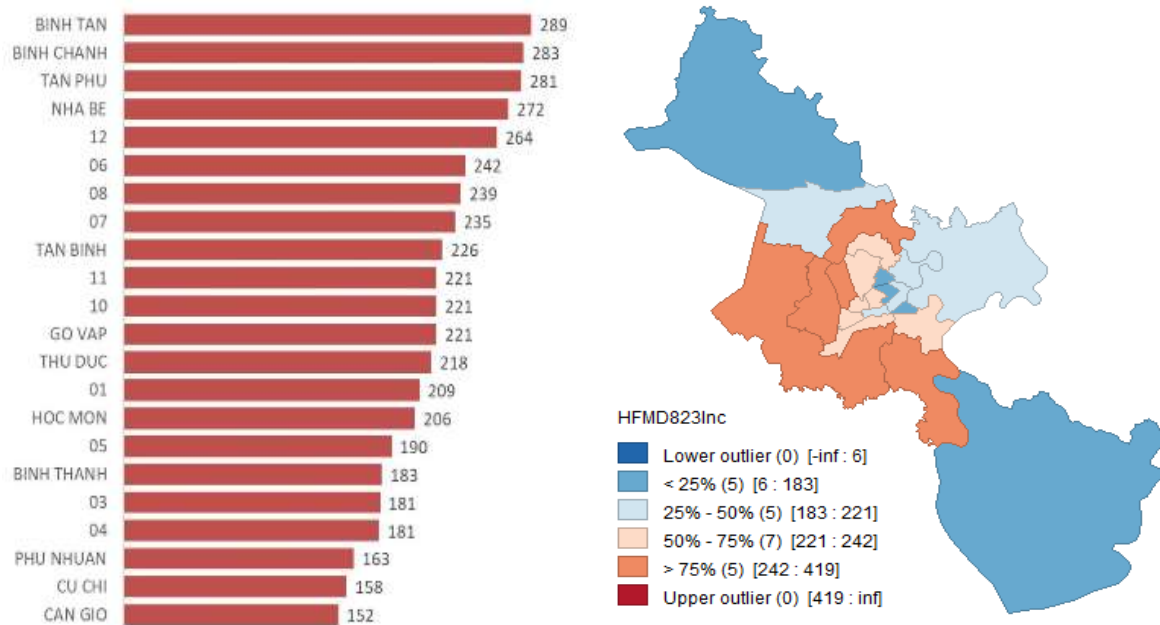 BINH TAN 289
BINH CHANH 283
TAN PHU 281
NHA BE 272
12 264
06 242
08 239
07 235
TAN BINH 226
11 221
10 221
GO VAP 221
THU DUC 218
01 209
HOC MON 206
05 190
BINH THANH 183
03 181
04 181
PHU NHUAN 163
CU CHI 158
CAN GIO 152
HFMD823Inc
Lower outlier (0) [-inf : 6]
< 25% (5) [6 : 183]
25% - 50% (5) [183 : 221]
50% - 75% (7) [221 : 242]
> 75% (5) [242 : 419]
Upper outlier (0) [419 : inf]